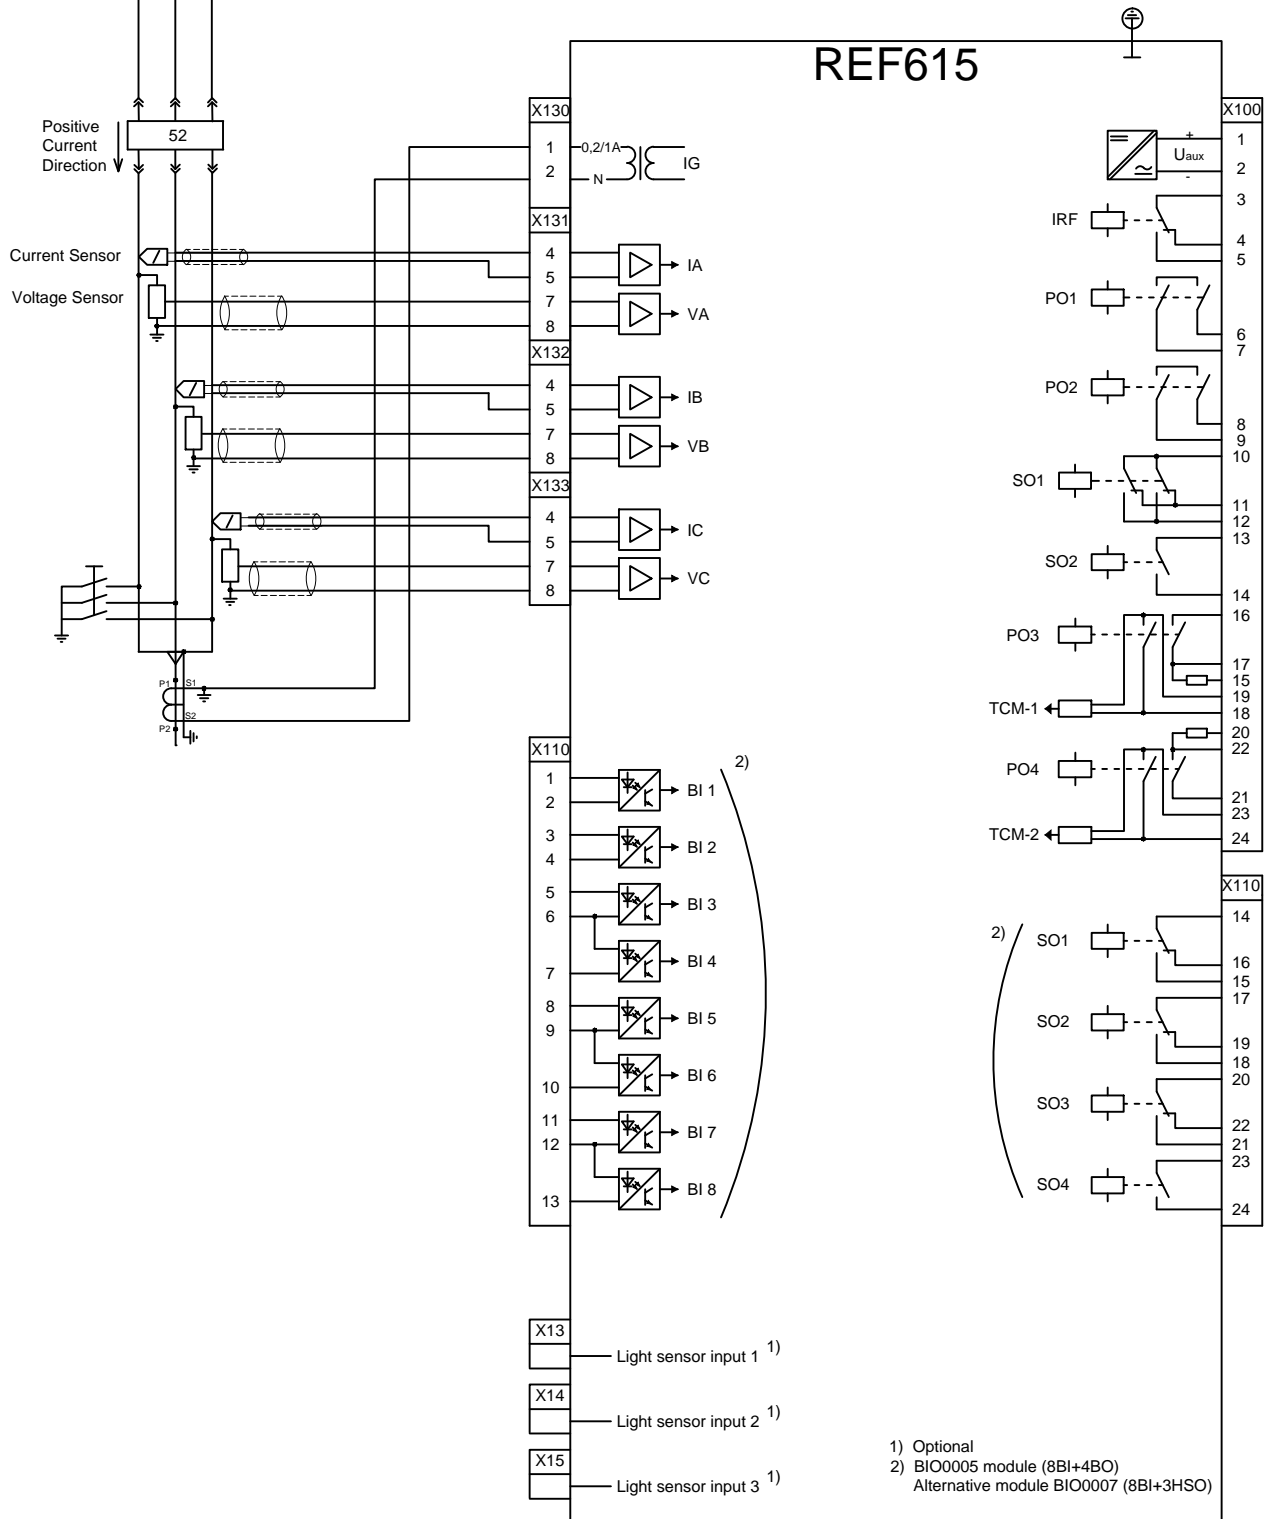 REF615
Positive
Current
Direction
52
X130
1
2
0,2/1A
N
IG
X131
Current Sensor
4
5
IA
Voltage Sensor
7
8
VA
X132
4
5
IB
7
8
VB
X133
4
5
IC
7
8
VC
P1
S1
S2
P2
X110
2)
1
2
BI 1
3
4
BI 2
5
6
BI 3
7
BI 4
8
9
BI 5
10
BI 6
11
12
BI 7
13
BI 8
X13
Light sensor input 1 1)
X14
Light sensor input 2 1)
X15
Light sensor input 3 1)
X100
+
Uaux
-
1
2
IRF
3
4
5
PO1
6
7
PO2
8
9
SO1
10
11
12
SO2
13
14
PO3
16
17
15
19
TCM-1
18
20
22
PO4
21
23
TCM-2
24
X110
2)
SO1
14
16
15
SO2
17
19
18
SO3
20
22
21
SO4
23
24
1) Optional
2) BIO0005 module (8BI+4BO)
Alternative module BIO0007 (8BI+3HSO)